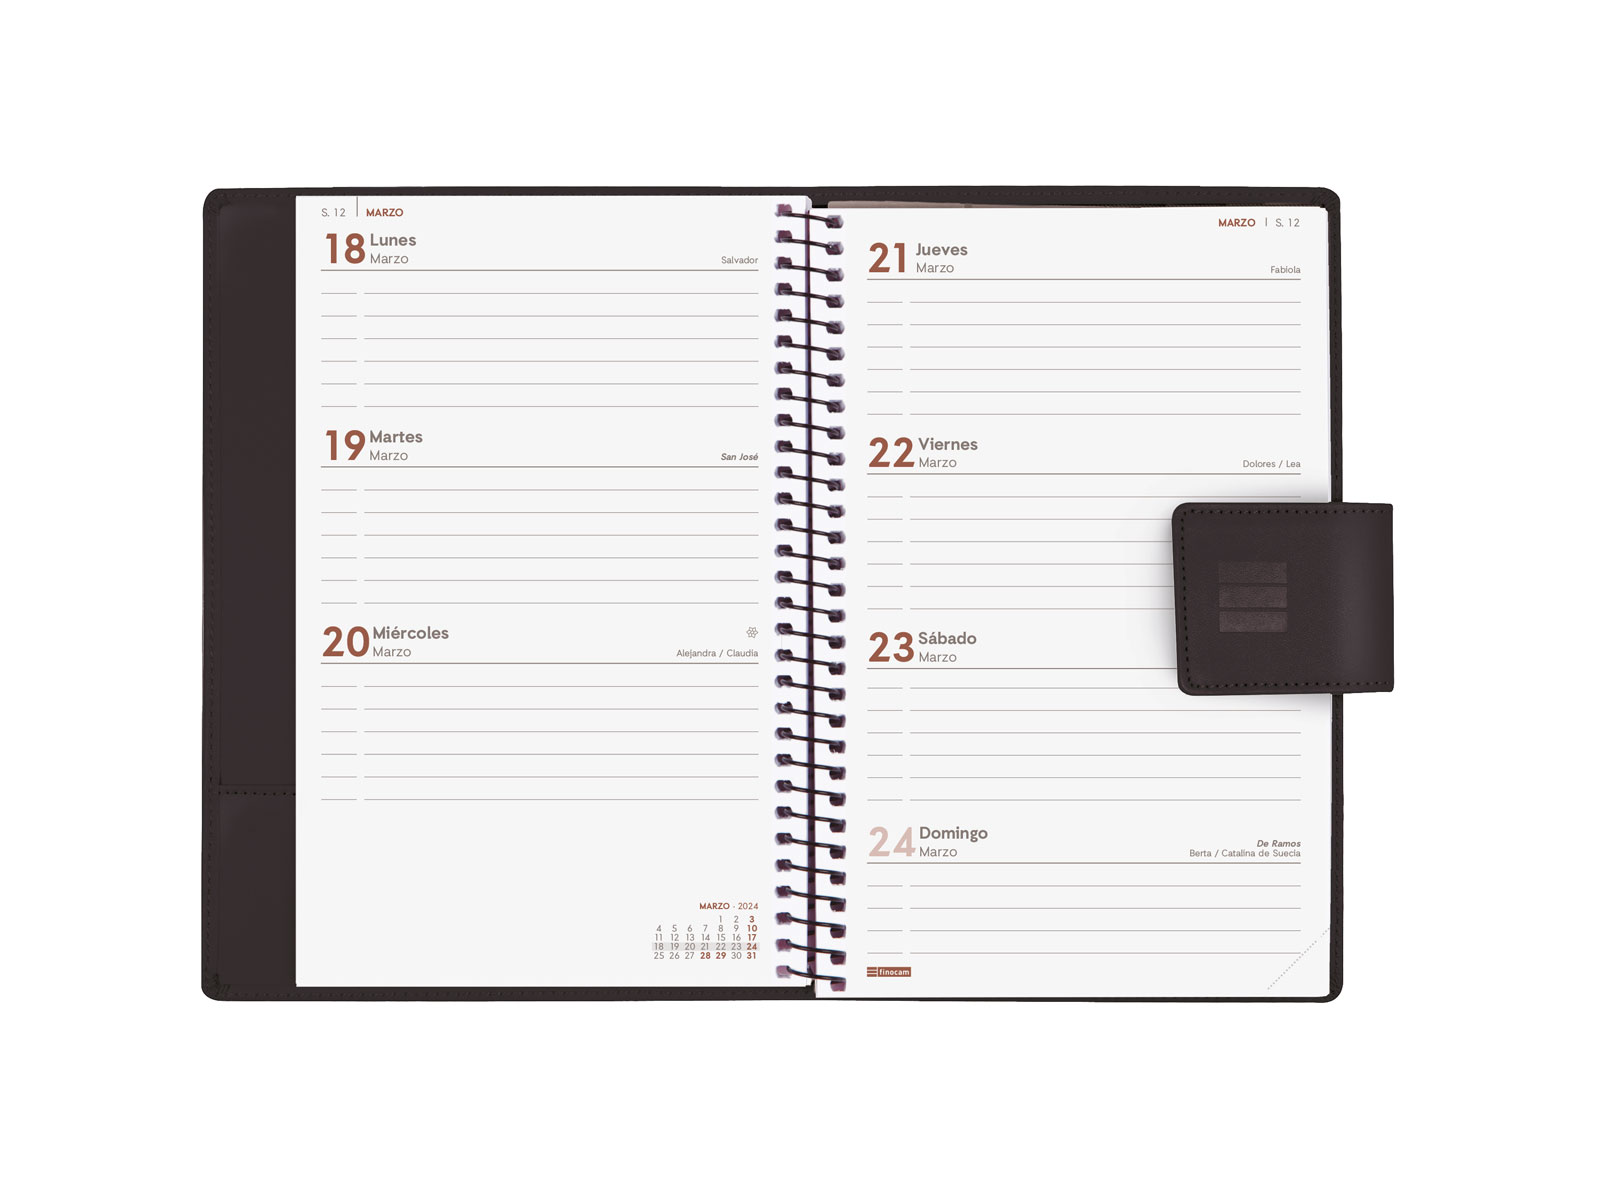 S. 12 | MARZO
18 Lunes
Marzo
Salvador
19 Martes
Marzo
San José
20 Miércoles
Marzo
Alejandra / Claudia
MARZO - 2024
1 2 3
4 5 6 7 8 9 10
11 12 13 14 15 16 17
18 19 20 21 22 23 24
25 26 27 28 29 30 31
MARZO | S. 12
21 Jueves
Marzo
Fabiola
22 Viernes
Marzo
Dolores / Lea
23 Sábado
Marzo
24 Domingo
Marzo
De Ramos
Berta / Catalina de Suecia
finocam